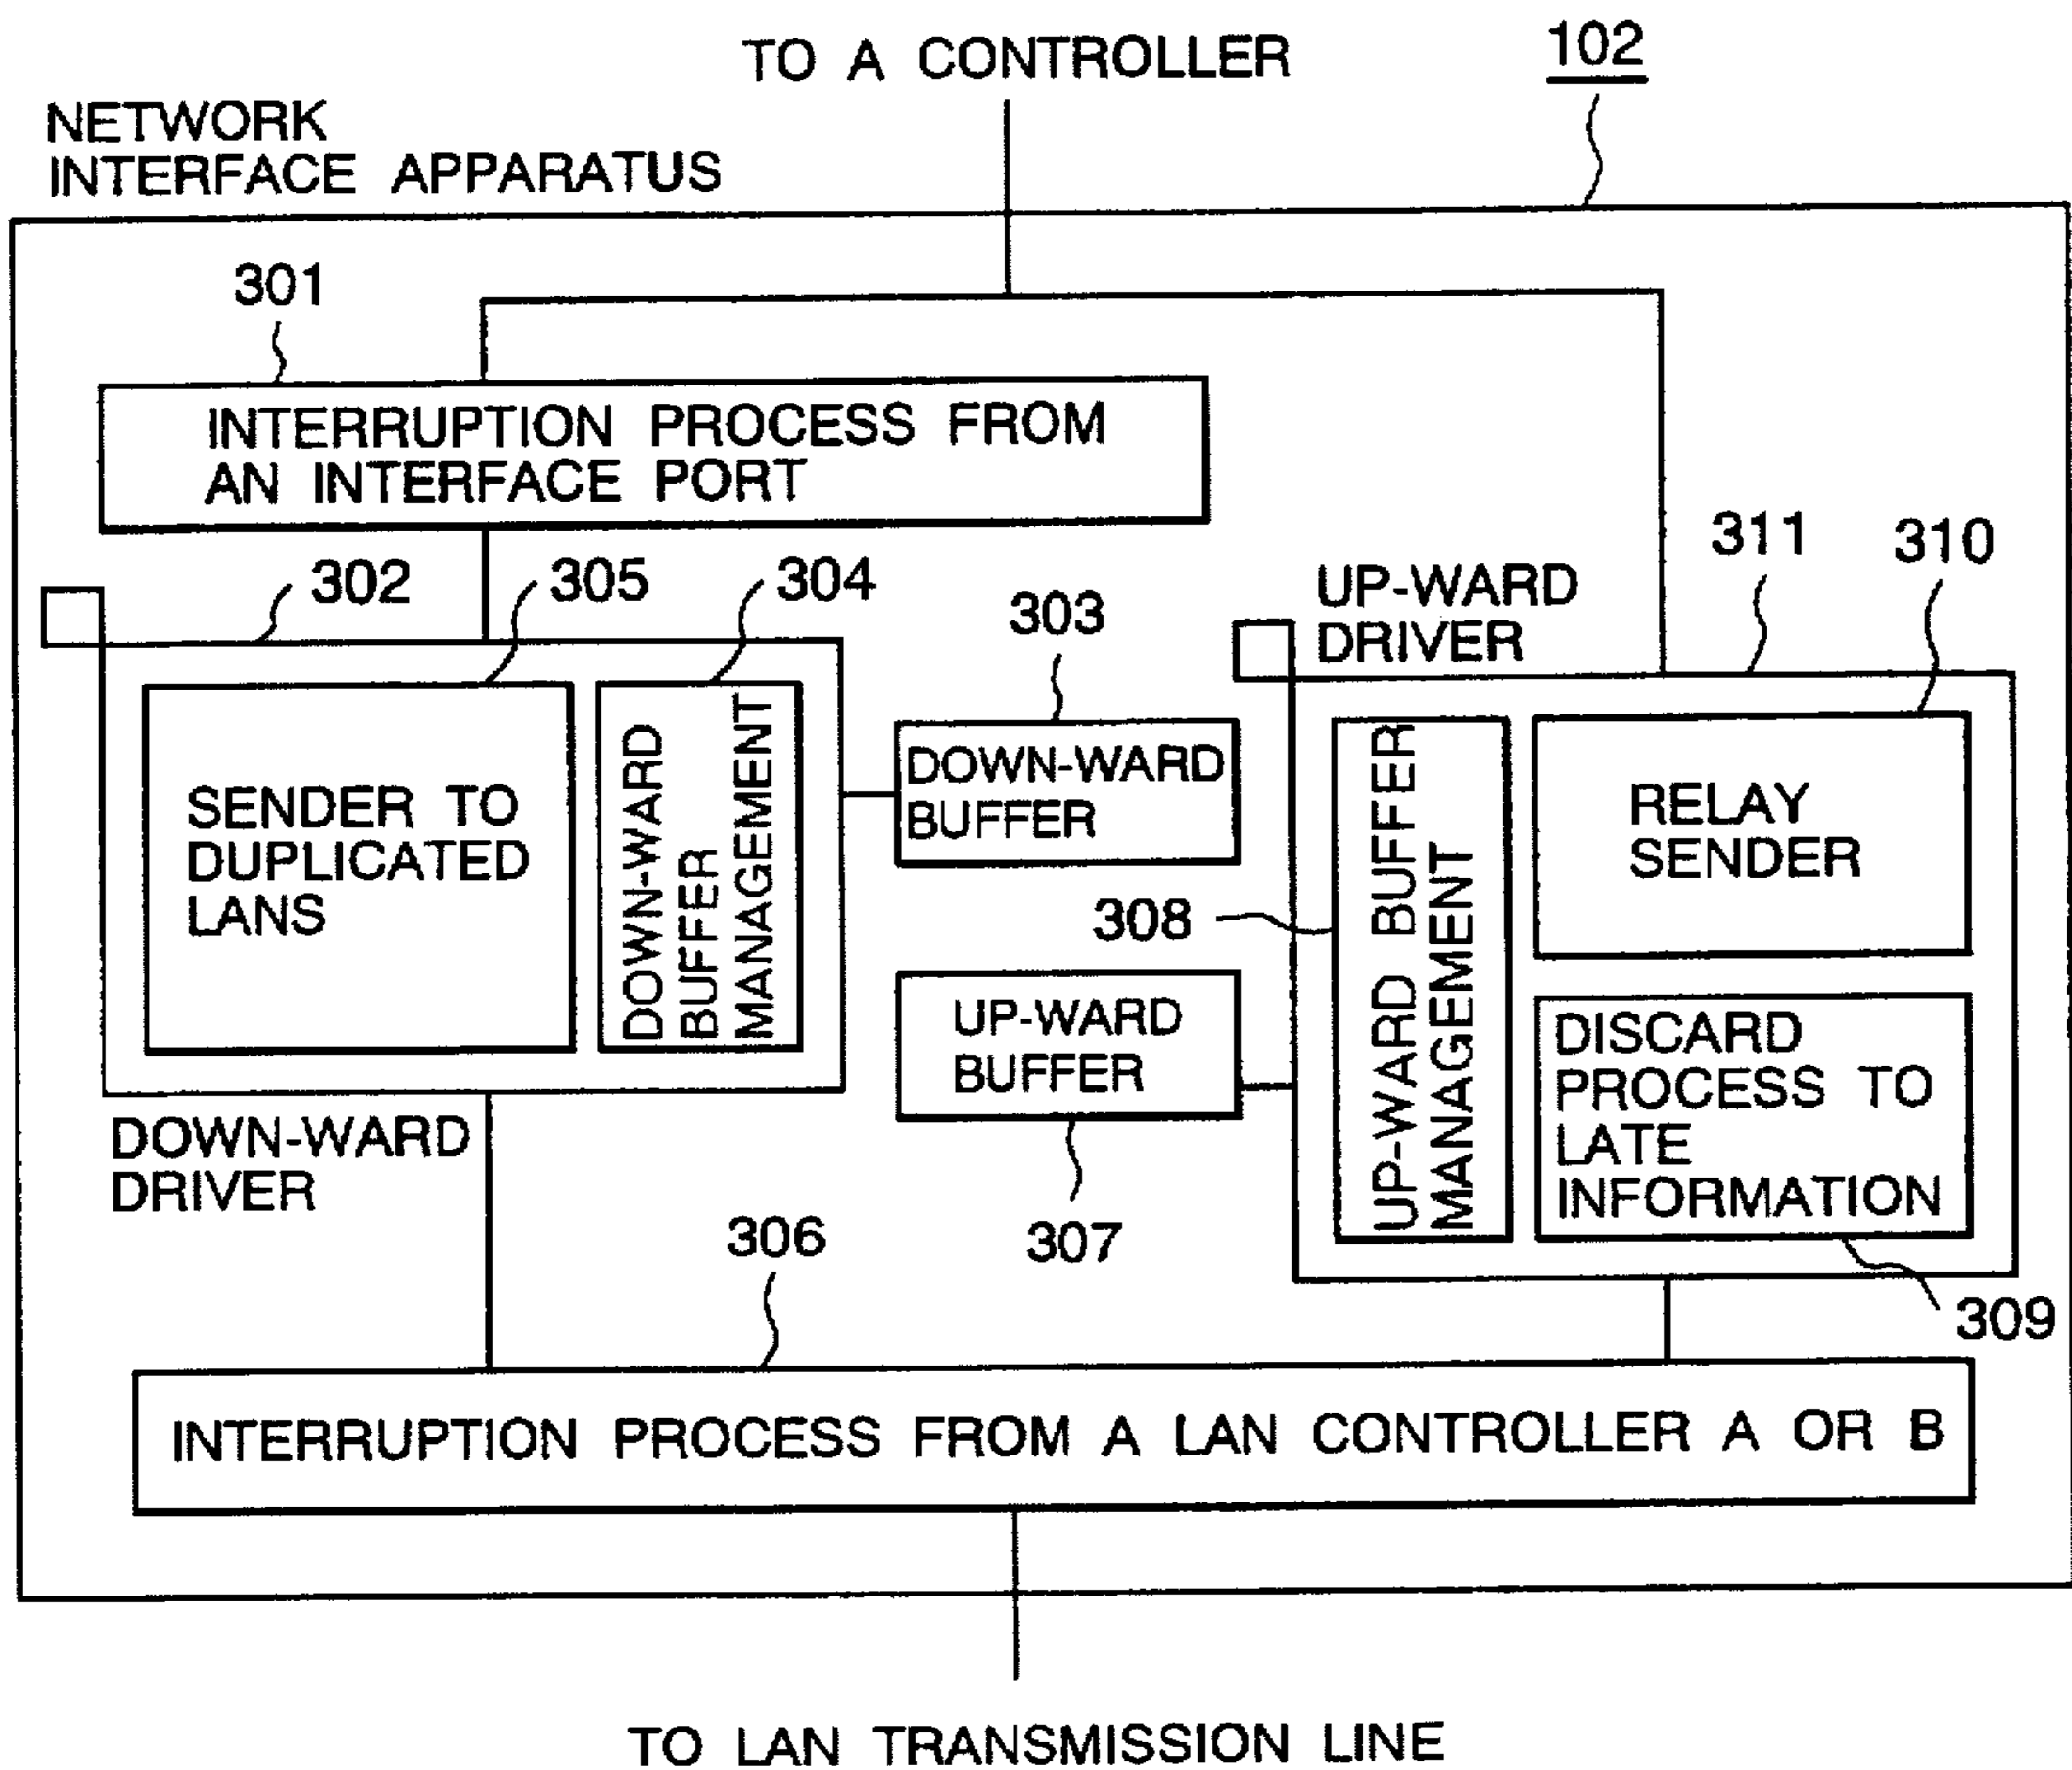 TO A CONTROLLER
102
NETWORK
INTERFACE APPARATUS
301
INTERRUPTION PROCESS FROM
AN INTERFACE PORT
302
305
304
303
UP-WARD
DRIVER
311
310
SENDER TO
DUPLICATED
LANS
DOWN-WARD
BUFFER
MANAGEMENT
DOWN-WARD
BUFFER
308
UP-WARD BUFFER
MANAGEMENT
RELAY
SENDER
UP-WARD
BUFFER
DISCARD
PROCESS TO
LATE
INFORMATION
DOWN-WARD
DRIVER
306
307
309
INTERRUPTION PROCESS FROM A LAN CONTROLLER A OR B
TO LAN TRANSMISSION LINE